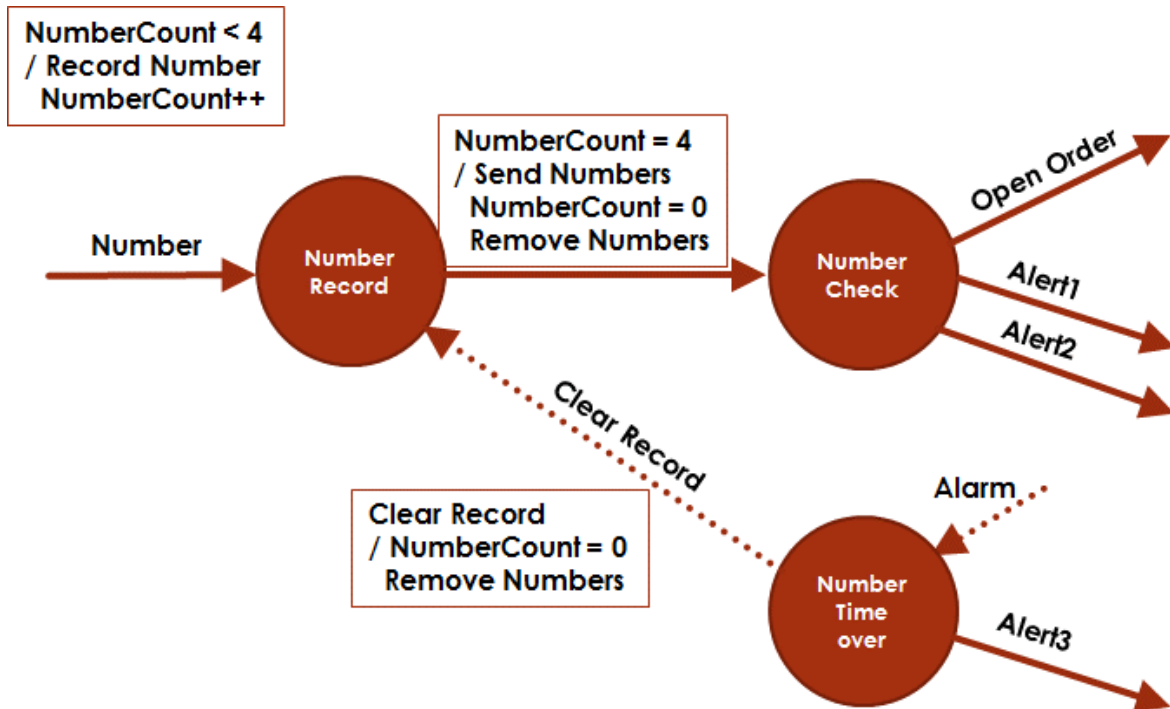 NumberCount < 4
/ Record Number
NumberCount++
NumberCount = 4
/ Send Numbers
NumberCount = 0
Remove Numbers
Number
Number
Record
Number
Check
Open Order
Alert1
Alert2
Clear Record
Alarm
Clear Record
/ NumberCount = 0
Remove Numbers
Number
Time
over
Alert3